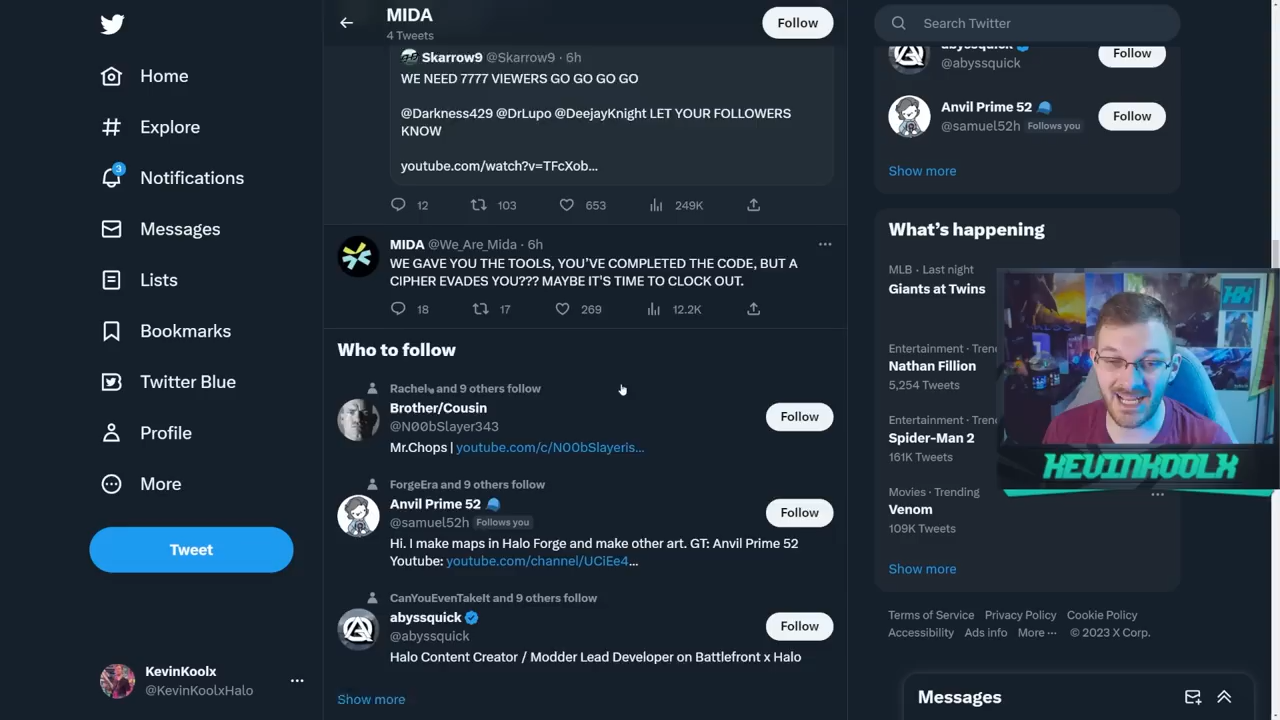 Home
Explore
3
Notifications
Messages
Lists
Bookmarks
Twitter Blue
Profile
More
Tweet
KevinKoolx
@KevinKoolxHalo
MIDA
4 Tweets
Follow
Skarrow9 @Skarrow9 · 6h
WE NEED 7777 VIEWERS GO GO GO GO
@Darkness429 @DrLupo @DeejayKnight LET YOUR FOLLOWERS
KNOW
youtube.com/watch?v=TFcXob...
12 103 653 249K
MIDA @We_Are_Mida · 6h
WE GAVE YOU THE TOOLS, YOU'VE COMPLETED THE CODE, BUT A
CIPHER EVADES YOU??? MAYBE IT'S TIME TO CLOCK OUT.
18 17 269 12.2K
Who to follow
Rachel and 9 others follow
Brother/Cousin
@N00bSlayer343
Follow
Mr.Chops | youtube.com/c/N00bSlayeris...
ForgeEra and 9 others follow
Anvil Prime 52
@samuel52h Follows you
Follow
Hi. I make maps in Halo Forge and make other art. GT: Anvil Prime 52
Youtube: youtube.com/channel/UCiEe4...
CanYouEvenTakeIt and 9 others follow
abyssquick
@abyssquick
Follow
Halo Content Creator / Modder Lead Developer on Battlefront x Halo
Show more
Search Twitter
abyssquick
@abyssquick
Follow
Anvil Prime 52
@samuel52h Follows you
Follow
Show more
What's happening
MLB · Last night
Giants at Twins
Entertainment · Tren
Nathan Fillion
5,254 Tweets
Entertainment · Tren
Spider-Man 2
161K Tweets
Movies · Trending
Venom
109K Tweets
Show more
KEVINKOOLX
Terms of Service Privacy Policy Cookie Policy
Accessibility Ads info More ··· © 2023 X Corp.
Messages